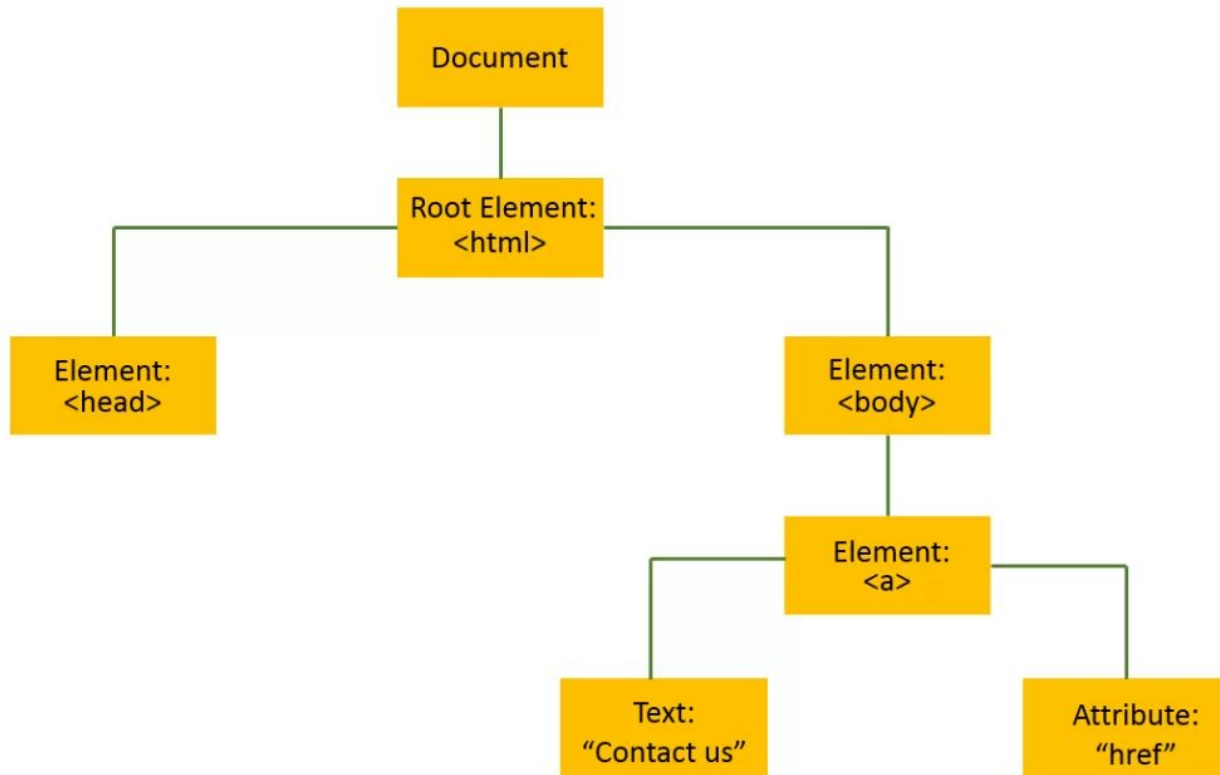 Document
Root Element:
<html>
Element:
<head>
Element:
<body>
Element:
<a>
Text:
“Contact us”
Attribute:
“href”